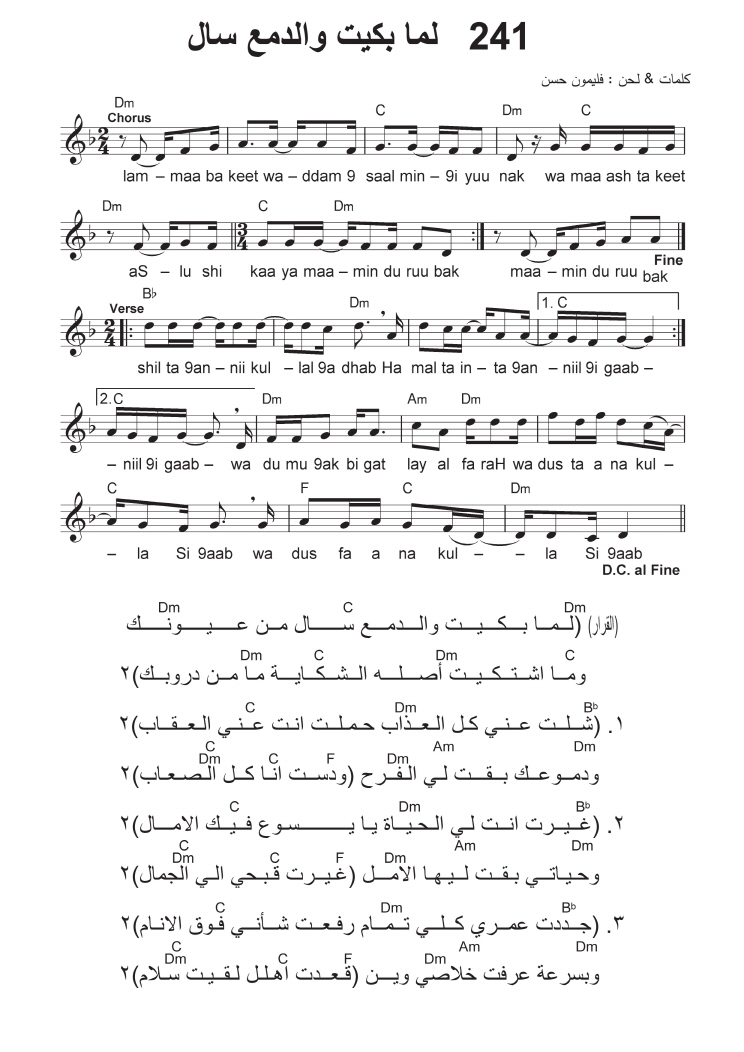 241 لما بكيت والدمع سال
كلمات & لحن : فليمون حسن
Dm C Dm C
Chorus
lam – maa ba keet wa – ddam 9 saal min – 9i yuu nak wa maa ash ta keet
Dm C Dm
Fine
aS – lu shi kaa ya maa – min du ruu bak maa – min du ruu bak
Bb Dm 1. C
Verse
shil ta 9an – nii kul – lal 9a dhab Ha mal ta in – ta 9an – niil 9i gaab –
2. C Dm Am Dm
– niil 9i gaab – wa du mu 9ak bi gat lay al fa raH wa dus ta a na kul –
C F C Dm
– la Si 9aab wa dus fa a na kul – – la Si 9aab
D.C. al Fine
Dm C Dm
(القرار) (لـمـا بـكـيـت والـدمـع سـال مـن عـيـونـك
Dm C Dm C
ومـا اشـتـكـيـت أصـلـه الـشـكـايـة مـا مـن دروبـك)٢
C Dm Bb
١. (شـلـت عـنـي كـل الـعـذاب حـمـلـت انـت عـنـي الـعـقـاب)٢
C Am Dm
Dm C F Dm
ودمـوعـك بـقـت لـي الـفـرح (ودسـت انـا كـل الـصـعـاب)٢
C Dm Bb
٢. (غـيـرت انـت لـي الـحـيـاة يـا يـسـوع فـيـك الامـال)٢
C Am Dm
Dm C F Dm
وحـيـاتـي بـقـت لـيـهـا الامـل (غـيـرت قـبـحـي الـي الجمال)٢
C Dm Bb
٣. (جـددت عمـري كـلـي تـمـام رفـعـت شـأنـي فـوق الانـام)٢
C Am Dm
Dm C F Dm
وبسرعة عرفت خلاصي ويـن (قـعـدت أهلـل لـقـيـت سـلام)٢